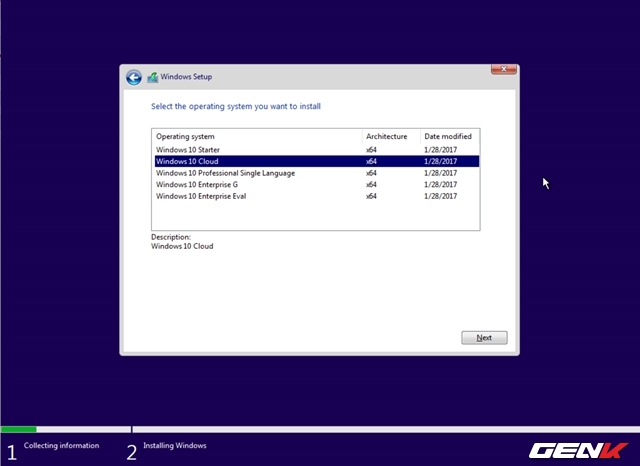 Windows Setup
Select the operating system you want to install
Operating system Architecture Date modified
Windows 10 Starter x64 1/28/2017
Windows 10 Cloud x64 1/28/2017
Windows 10 Professional Single Language x64 1/28/2017
Windows 10 Enterprise G x64 1/28/2017
Windows 10 Enterprise Eval x64 1/28/2017
Description:
Windows 10 Cloud
Next
1 Collecting information 2 Installing Windows
GENK